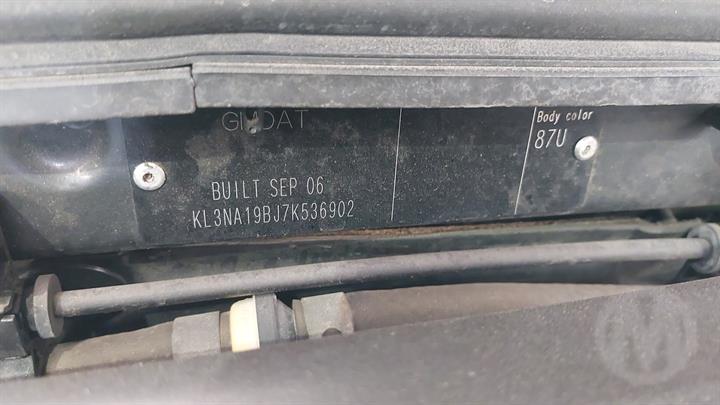 GMDAT
Body color
87U
BUILT SEP 06
KL3NA19BJ7K536902